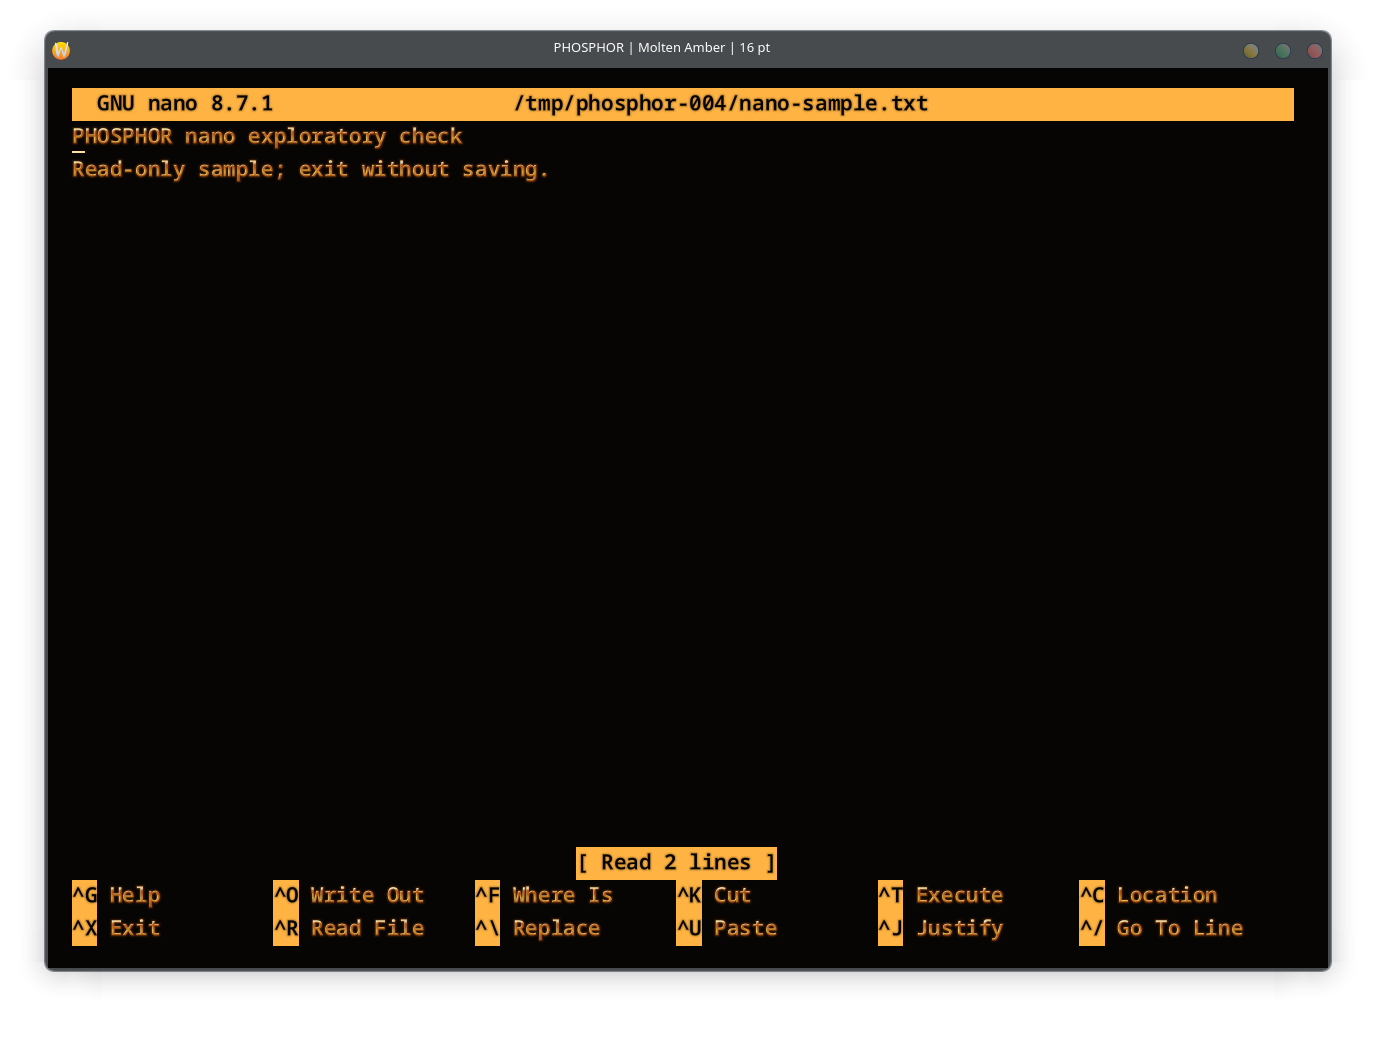 PHOSPHOR | Molten Amber | 16 pt
GNU nano 8.7.1 /tmp/phosphor-004/nano-sample.txt
PHOSPHOR nano exploratory check
Read-only sample; exit without saving.
[ Read 2 lines ]
^G Help ^O Write Out ^F Where Is ^K Cut ^T Execute ^C Location
^X Exit ^R Read File ^\ Replace ^U Paste ^J Justify ^/ Go To Line